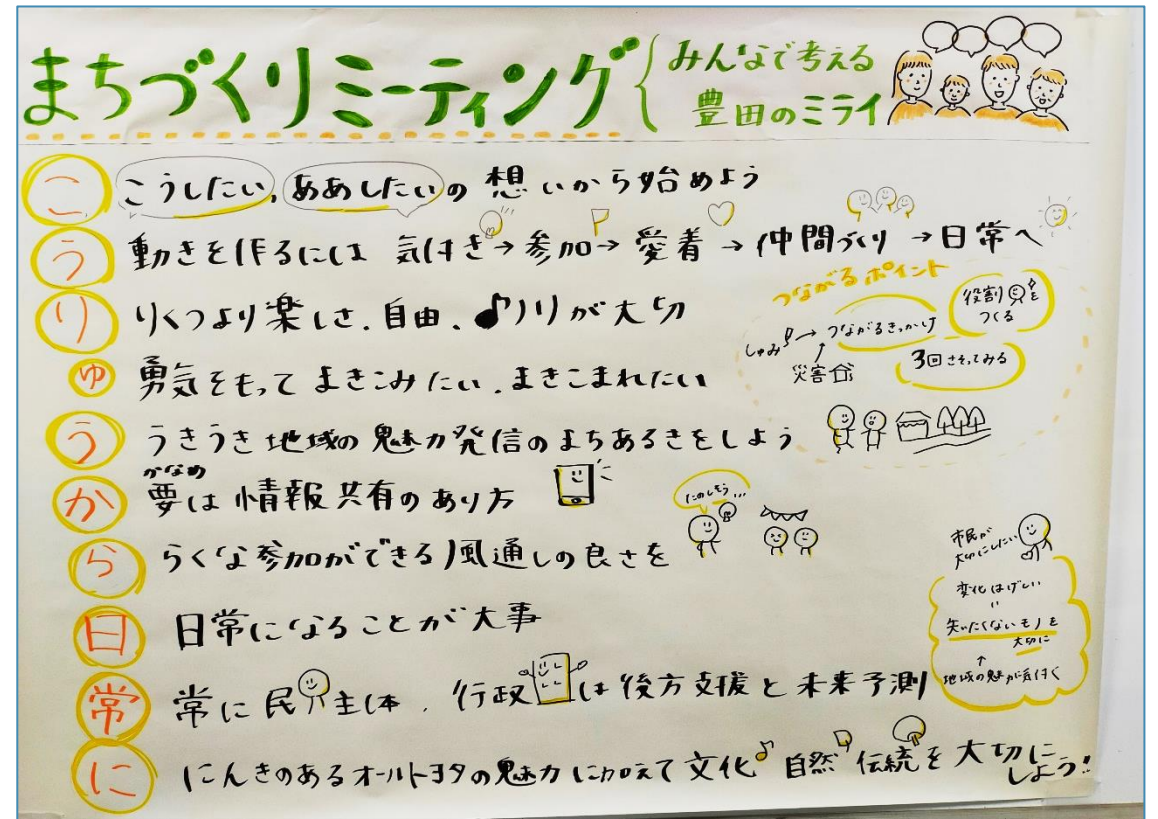 まちづくりミーティング
みんなで考える
豊田のミライ
こ こうしたい、ああしたいの想いから始めよう
う 動きを作るには 気付き→参加→愛着→仲間づくり→日常へ
り りくつより楽しさ、自由、♪ノリが大切
ゅ 勇気をもって まきこみたい、まきこまれたい
う うきうき地域の魅力発信のまちあるきをしよう
かなめ
か 要は情報共有のあり方
ら らくな参加ができる風通しの良さを
日 日常になることが大事
常 常に民主体、行政は後方支援と未来予測
に にんきのあるオールトヨタの魅力に加えて文化♪自然 伝統を大切に
しよう!
つながるポイント
しゅみ→つながるきっかけ
↑
災害
役割を
つくる
3回さそってみる
たのしそう…
市民が
大切にしたい
変化はげしい
〃
失いたくないモノを
大切に
↑
地域の魅力気付く